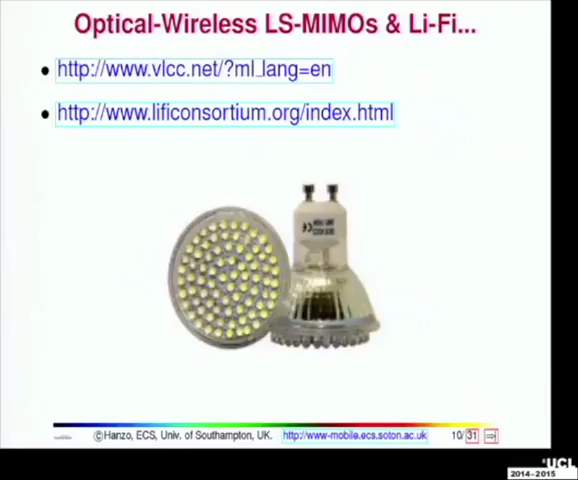 Optical-Wireless LS-MIMOs & Li-Fi...
http://www.vlcc.net/?ml_lang=en
http://www.lificonsortium.org/index.html
©Hanzo, ECS, Univ. of Southampton, UK. http://www-mobile.ecs.soton.ac.uk 10/31
UCL
2014-2015